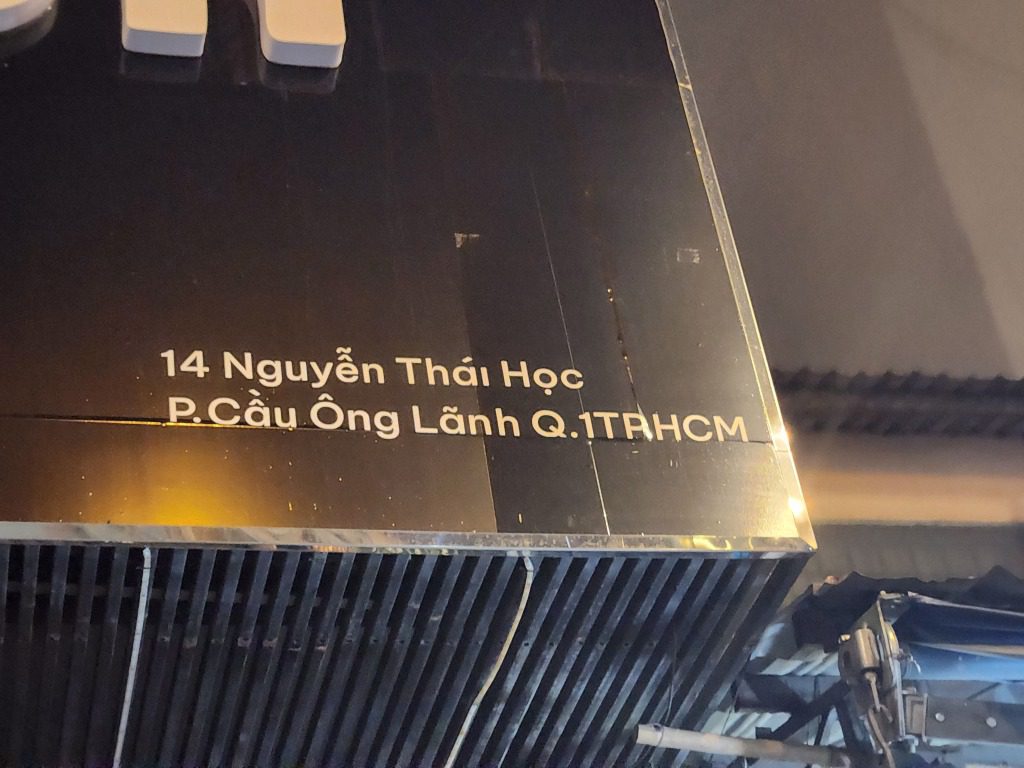 14 Nguyễn Thái Học
P.Cầu Ông Lãnh Q.1TPHCM